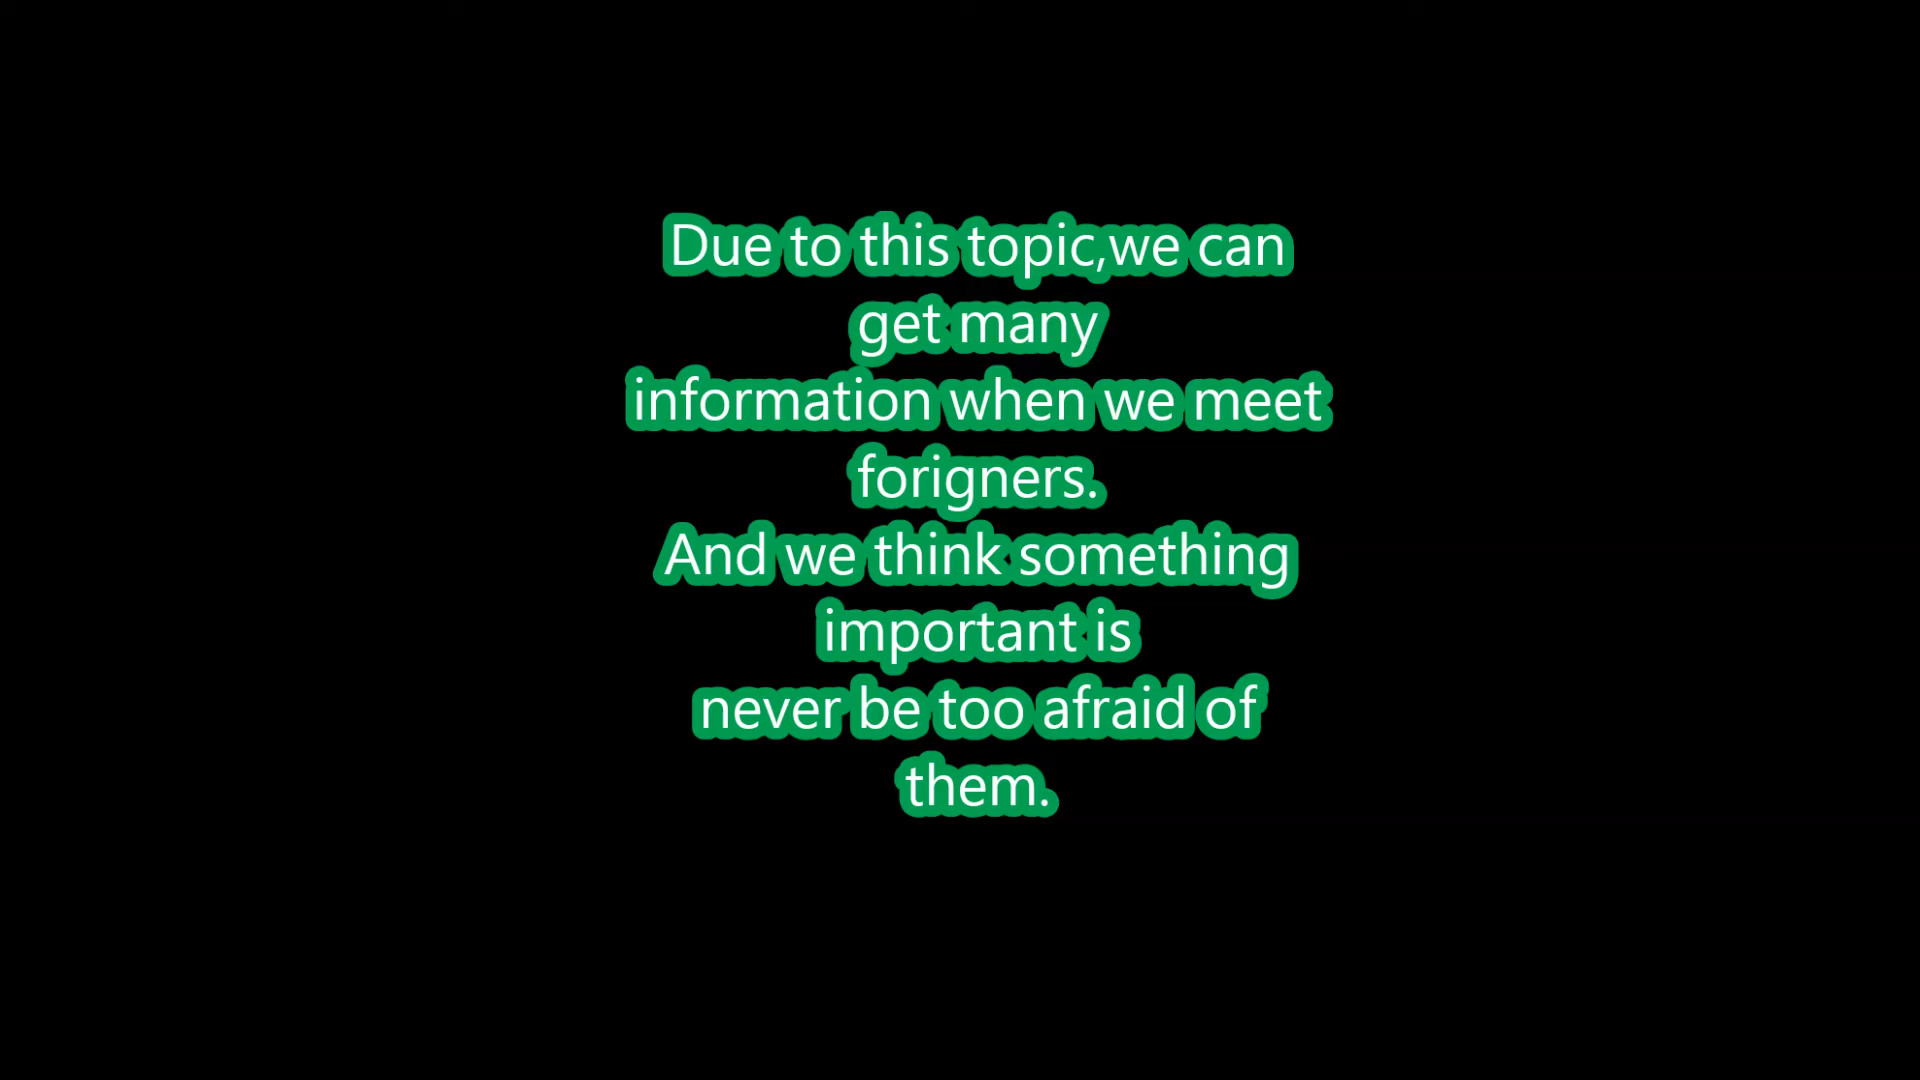 Due to this topic,we can
get many
information when we meet
forigners.
And we think something
important is
never be too afraid of
them.